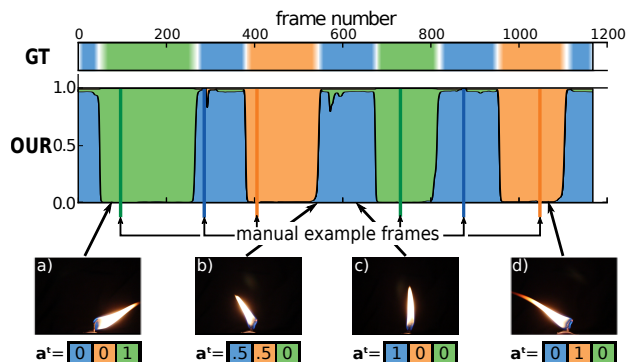 frame number
0 200 400 600 800 1000 1200
GT
1.0
OUR
0.5
0.0
manual example frames
a) b) c) d)
aᵗ= 0 0 1 aᵗ= .5 .5 0 aᵗ= 1 0 0 aᵗ= 0 1 0